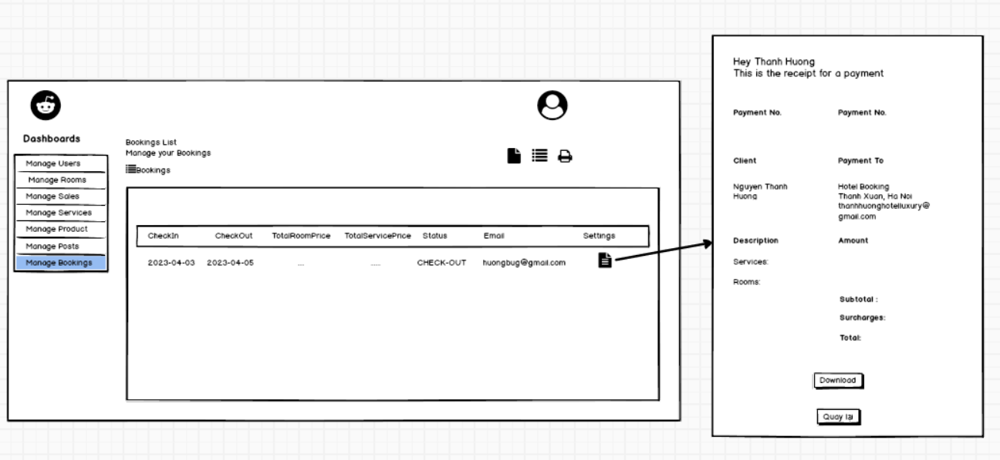 Dashboards
Manage Users
Manage Rooms
Manage Sales
Manage Services
Manage Product
Manage Posts
Manage Bookings
Bookings List
Manage your Bookings
Bookings
CheckIn CheckOut TotalRoomPrice TotalServicePrice Status Email Settings
2023-04-03 2023-04-05 ... ..... CHECK-OUT huongbug@gmail.com
Hey Thanh Huong
This is the receipt for a payment
Payment No. Payment No.
Client Payment To
Nguyen Thanh
Huong
Hotel Booking
Thanh Xuan, Ha Noi
thanhhuonghotelluxury@
gmail.com
Description Amount
Services:
Rooms:
Subtotal :
Surcharges:
Total:
Download
Quay lại